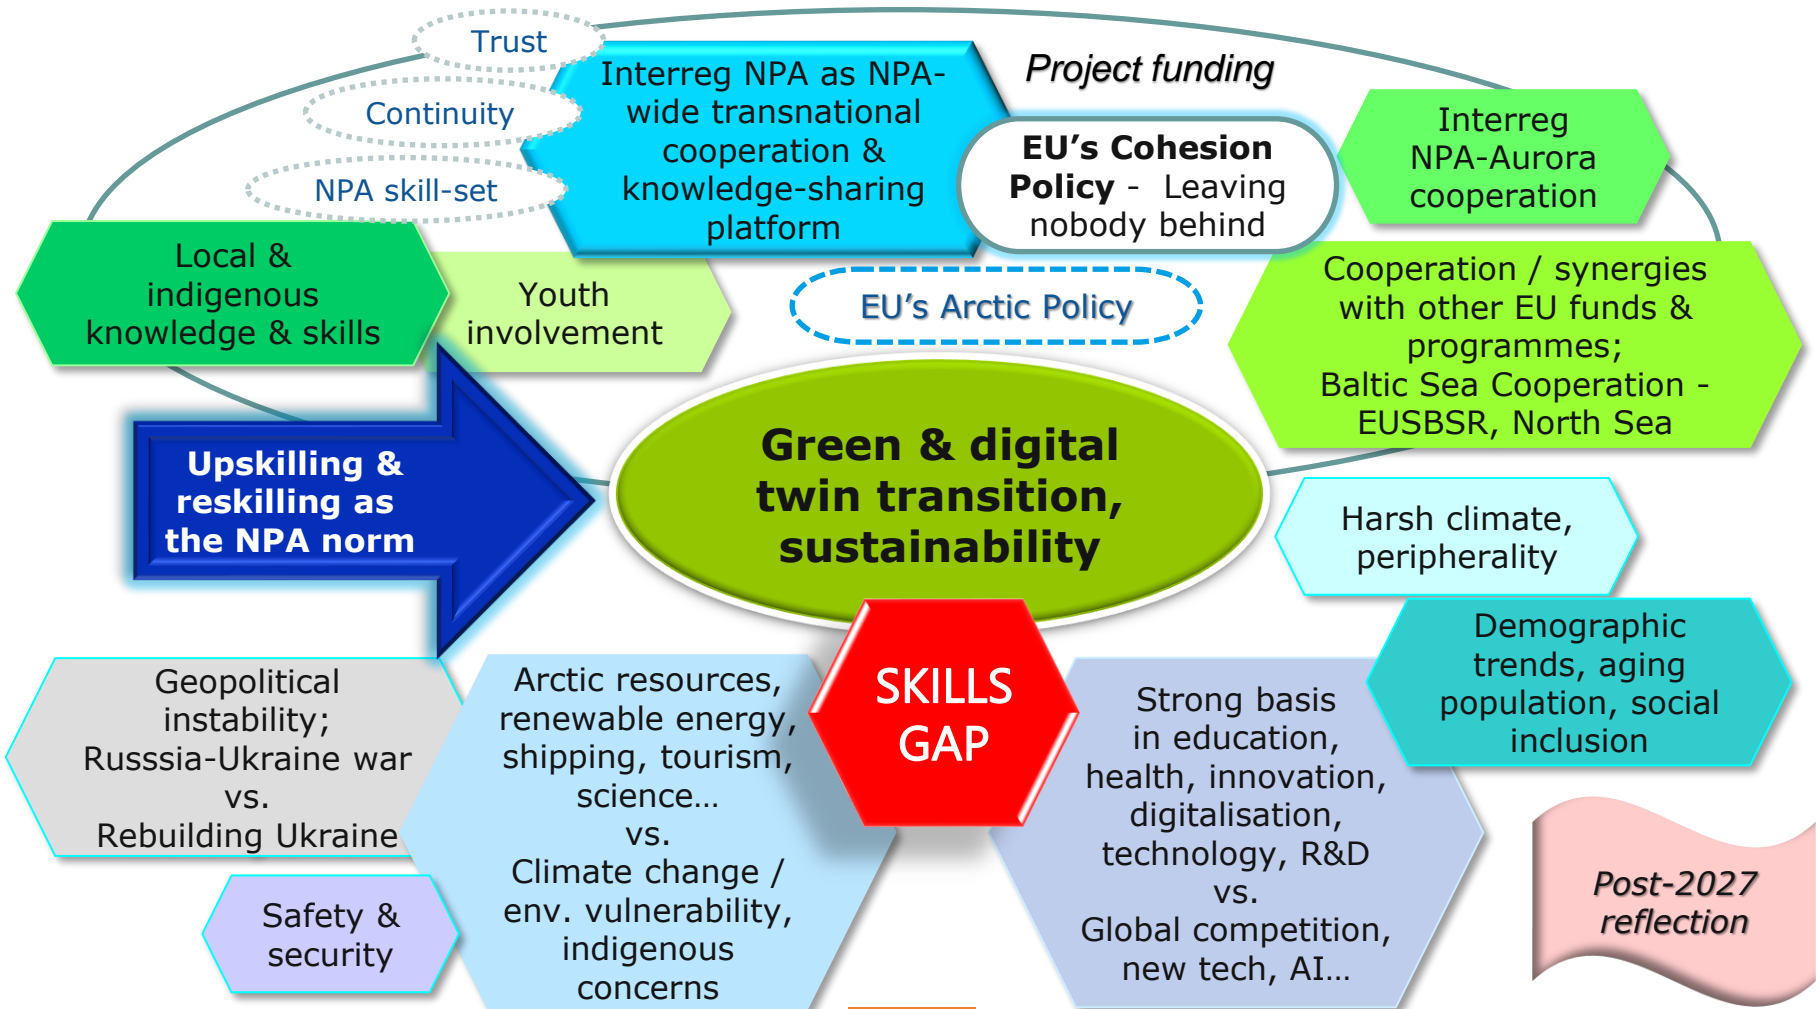 Trust
Continuity
NPA skill-set
Interreg NPA as NPA-
wide transnational
cooperation &
knowledge-sharing
platform
Project funding
EU's Cohesion
Policy - Leaving
nobody behind
Interreg
NPA-Aurora
cooperation
Local &
indigenous
knowledge & skills
Youth
involvement
EU's Arctic Policy
Cooperation / synergies
with other EU funds &
programmes;
Baltic Sea Cooperation -
EUSBSR, North Sea
Upskilling &
reskilling as
the NPA norm
Green & digital
twin transition,
sustainability
Harsh climate,
peripherality
Demographic
trends, aging
population, social
inclusion
SKILLS
GAP
Geopolitical
instability;
Russsia-Ukraine war
vs.
Rebuilding Ukraine
Safety &
security
Arctic resources,
renewable energy,
shipping, tourism,
science…
vs.
Climate change /
env. vulnerability,
indigenous
concerns
Strong basis
in education,
health, innovation,
digitalisation,
technology, R&D
vs.
Global competition,
new tech, AI…
Post-2027
reflection